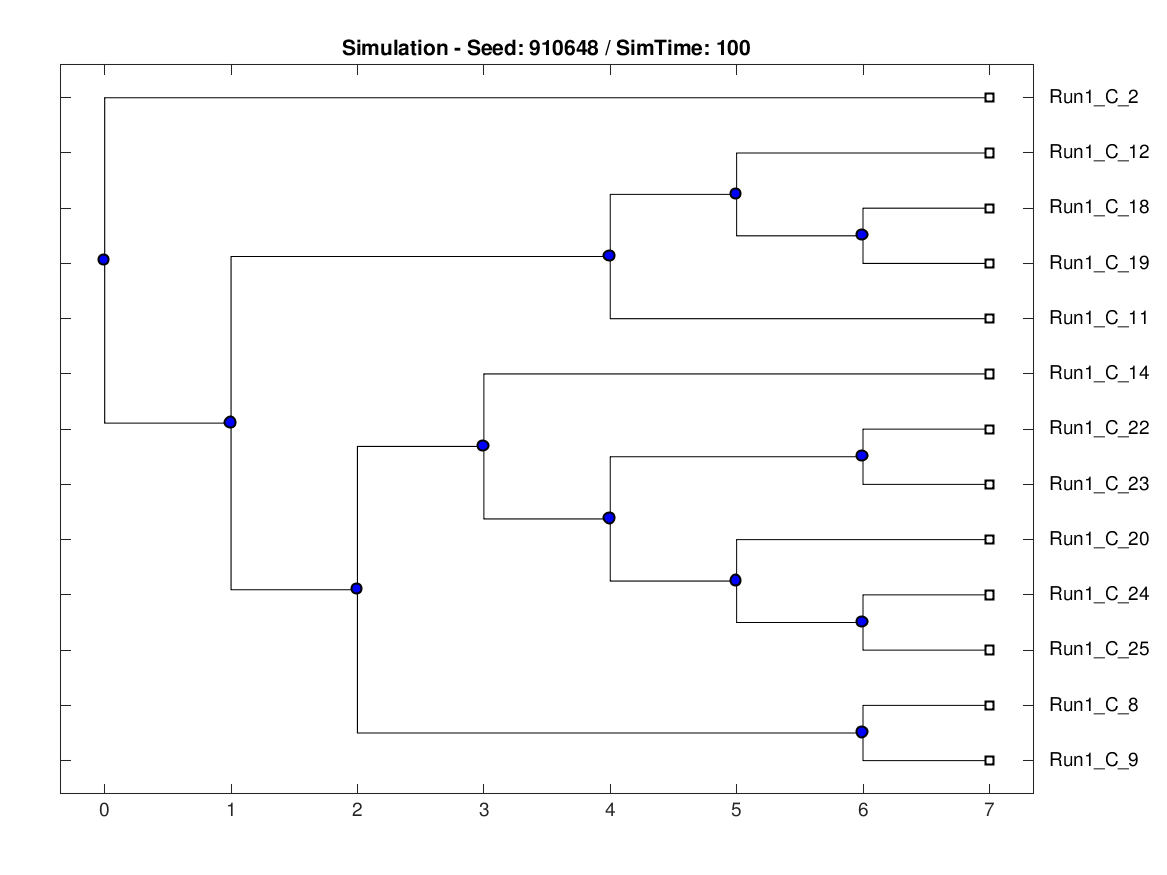 Simulation - Seed: 910648 / SimTime: 100
Run1_C_2
Run1_C_12
Run1_C_18
Run1_C_19
Run1_C_11
Run1_C_14
Run1_C_22
Run1_C_23
Run1_C_20
Run1_C_24
Run1_C_25
Run1_C_8
Run1_C_9
0 1 2 3 4 5 6 7